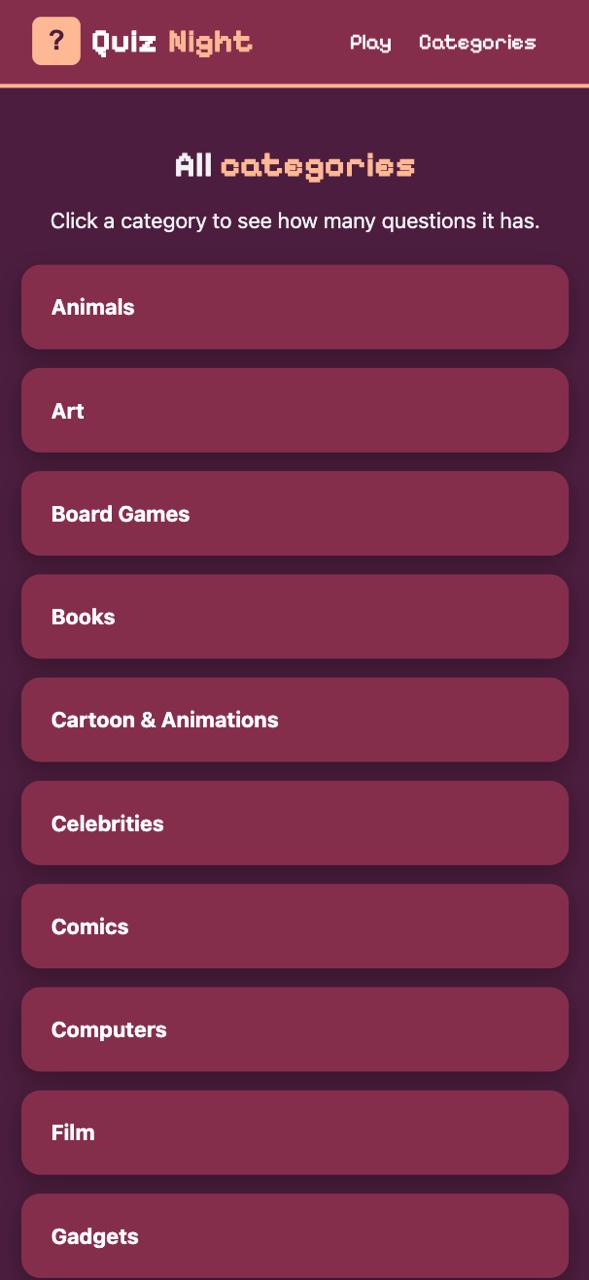 ? Quiz Night Play Categories
All categories
Click a category to see how many questions it has.
Animals
Art
Board Games
Books
Cartoon & Animations
Celebrities
Comics
Computers
Film
Gadgets